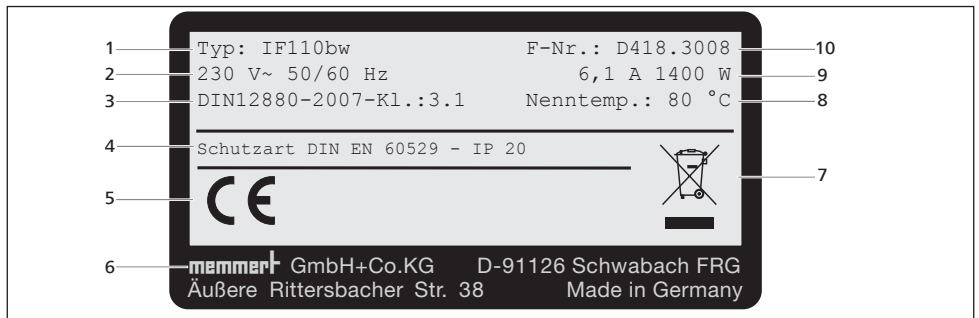 1 Typ: IF110bw F-Nr.: D418.3008 10
2 230 V~ 50/60 Hz 6,1 A 1400 W 9
3 DIN12880-2007-Kl.:3.1 Nenntemp.: 80 °C 8
4 Schutzart DIN EN 60529 - IP 20
7
5 CE
6 memmert GmbH+Co.KG D-91126 Schwabach FRG
Äußere Rittersbacher Str. 38 Made in Germany